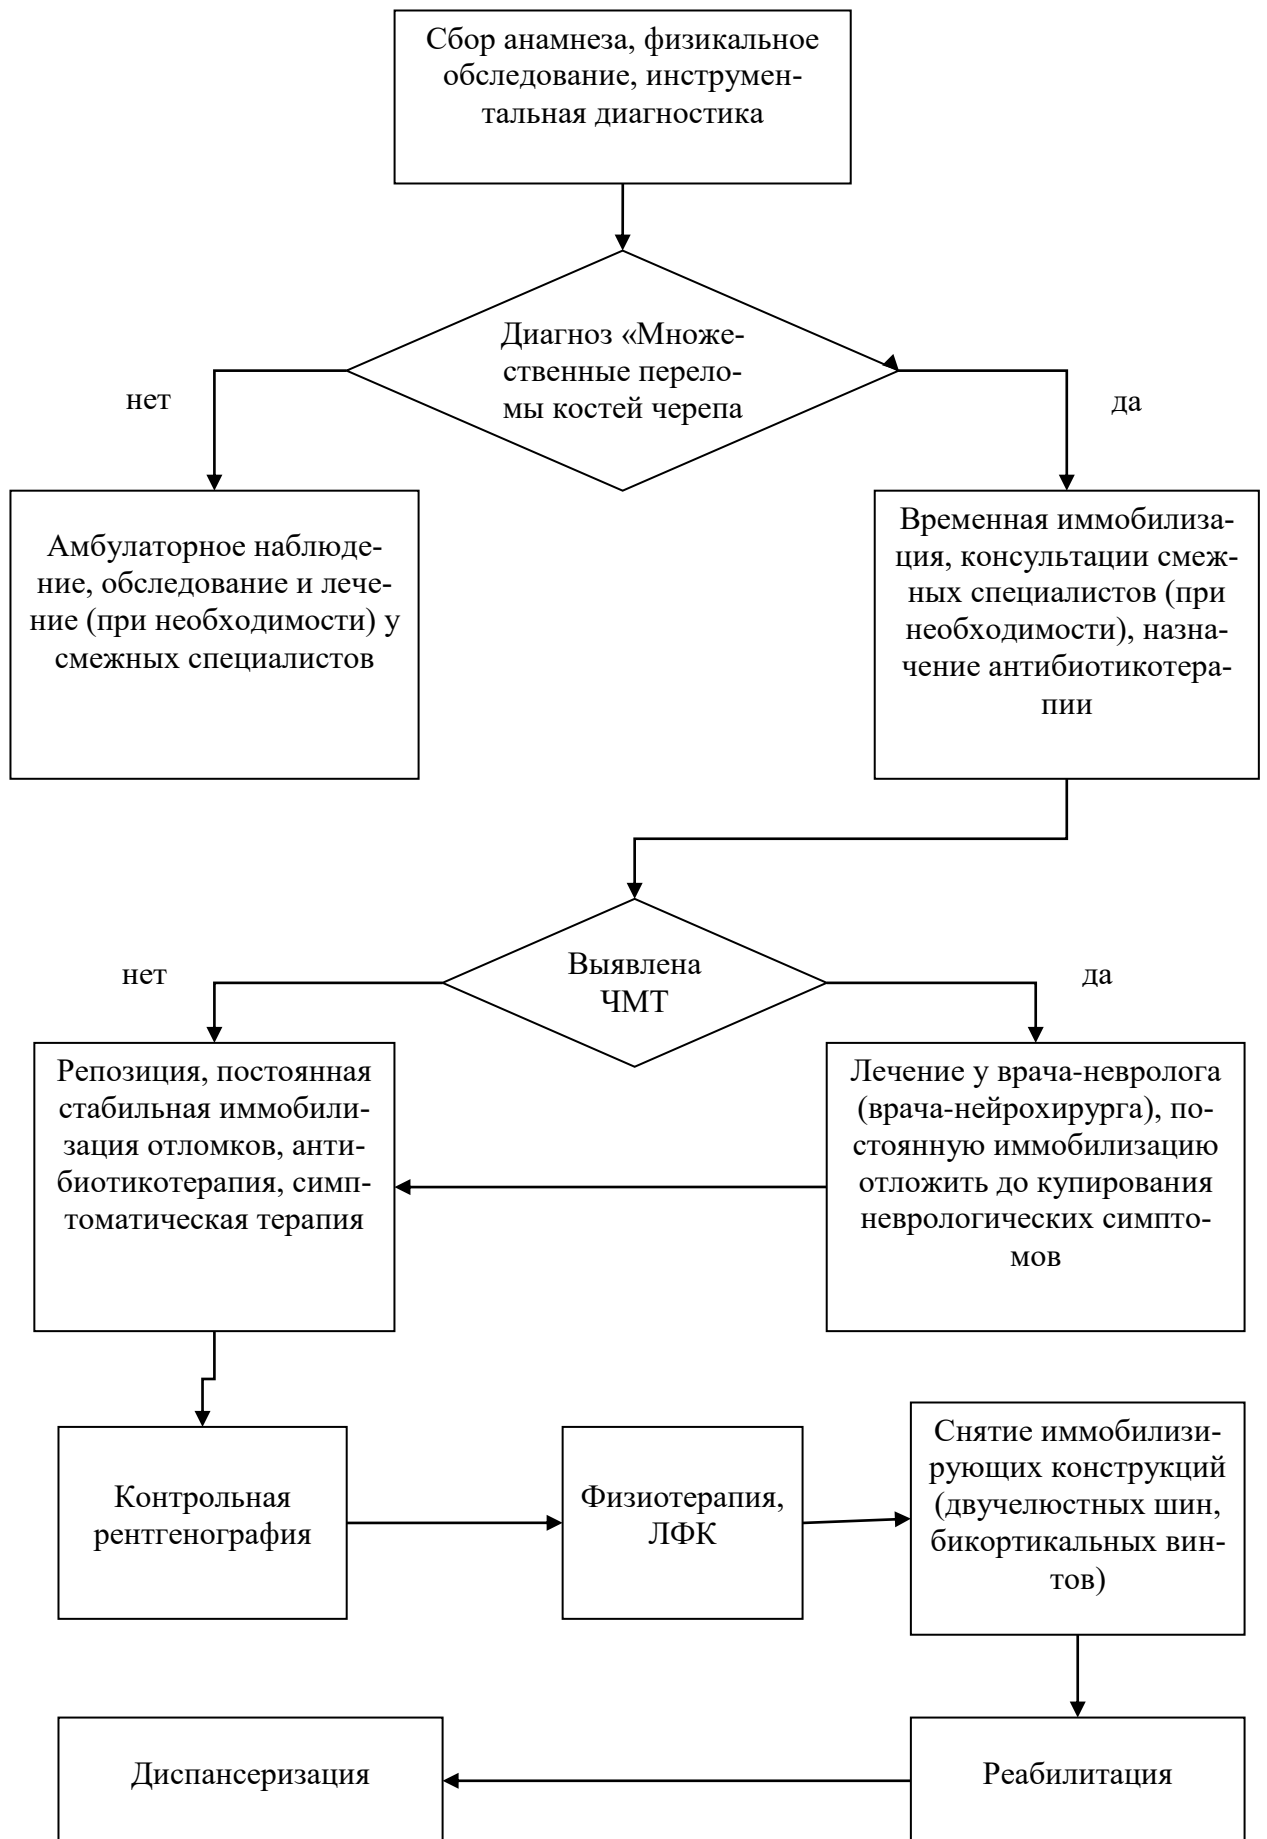 Сбор анамнеза, физикальное
обследование, инструмен-
тальная диагностика
Диагноз «Множе-
ственные перело-
мы костей черепа
нет
да
Амбулаторное наблюде-
ние, обследование и лече-
ние (при необходимости) у
смежных специалистов
Временная иммобилиза-
ция, консультации смеж-
ных специалистов (при
необходимости), назна-
чение антибиотикотера-
пии
Выявлена
ЧМТ
нет
да
Репозиция, постоянная
стабильная иммобили-
зация отломков, анти-
биотикотерапия, симп-
томатическая терапия
Лечение у врача-невролога
(врача-нейрохирурга), по-
стоянную иммобилизацию
отложить до купирования
неврологических симпто-
мов
Контрольная
рентгенография
Физиотерапия,
ЛФК
Снятие иммобилизи-
рующих конструкций
(двучелюстных шин,
бикортикальных вин-
тов)
Диспансеризация
Реабилитация